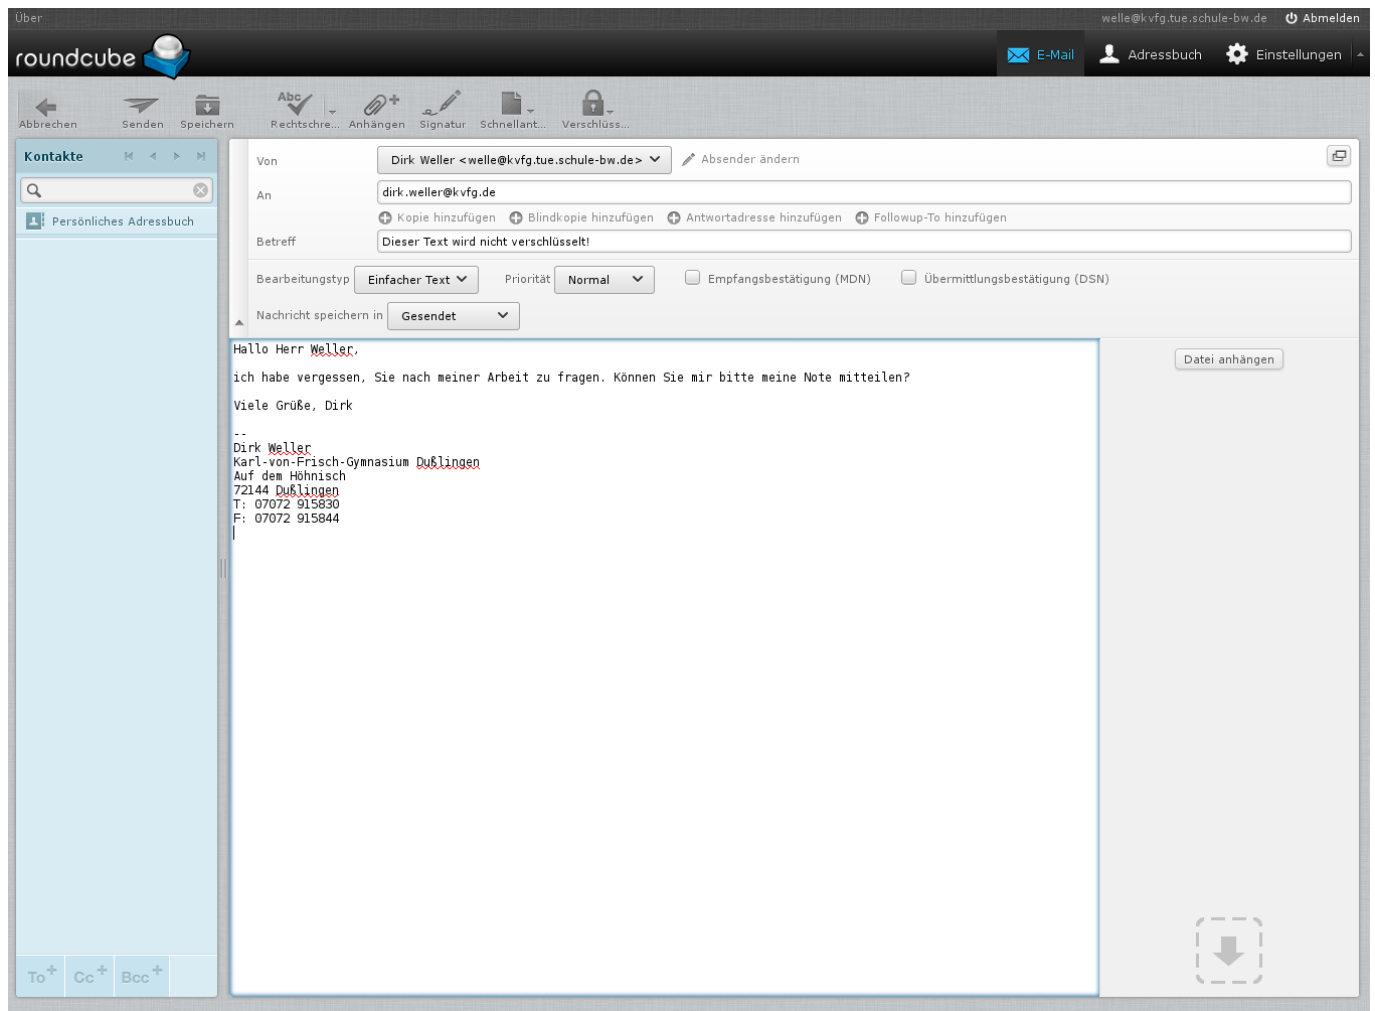 Über
welle@kvfg.tue.schule-bw.de Abmelden
roundcube
E-Mail Adressbuch Einstellungen
Abbrechen Senden Speichern Abc Rechtschre... Anhängen Signatur Schnellant... Verschlüss...
Kontakte
Persönliches Adressbuch
Von Dirk Weller <welle@kvfg.tue.schule-bw.de> Absender ändern
An dirk.weller@kvfg.de
Kopie hinzufügen Blindkopie hinzufügen Antwortadresse hinzufügen Followup-To hinzufügen
Betreff Dieser Text wird nicht verschlüsselt!
Bearbeitungstyp Einfacher Text Priorität Normal Empfangsbestätigung (MDN) Übermittlungsbestätigung (DSN)
Nachricht speichern in Gesendet
Hallo Herr Weller,
ich habe vergessen, Sie nach meiner Arbeit zu fragen. Können Sie mir bitte meine Note mitteilen?
Viele Grüße, Dirk
--
Dirk Weller
Karl-von-Frisch-Gymnasium Dußlingen
Auf dem Höhnisch
72144 Dußlingen
T: 07072 915830
F: 07072 915844
Datei anhängen
To+ Cc+ Bcc+